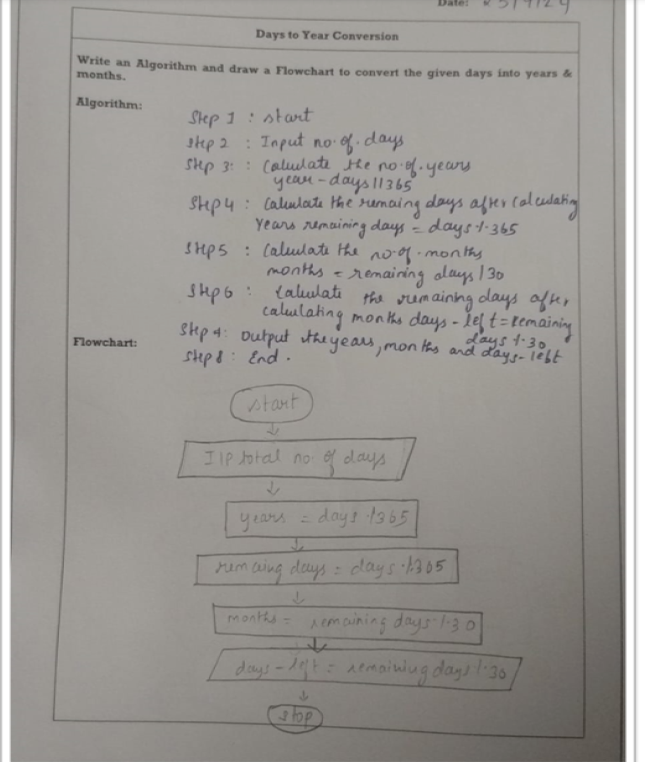 Date:
Days to Year Conversion
Write an Algorithm and draw a Flowchart to convert the given days into years &
months.
Algorithm:
Step 1 : start
Step 2 : Input no.of. days
Step 3: : Calculate the no.of. years
year - days || 365
Step 4 : Calculate the remaing days after calculating
Years remaining days = days % 365
Step 5 : Calculate the no.of. months
months = remaining days / 30
Step 6 : Calculate the remaining days after
calculating months days - left = Remaining
days % 30
Step 7: output the years, months and days - left
Step 8 : End .
Flowchart:
start
I/P total no. of days
years = days % 365
remaing days = days % 365
months = remaining days % 30
days - left = remaining days % 30
stop